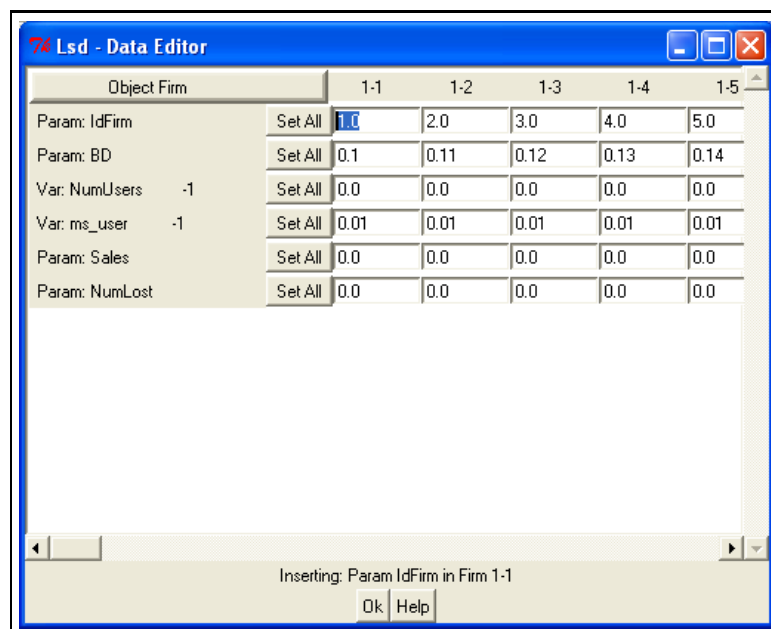 Lsd - Data Editor
Object Firm 1-1 1-2 1-3 1-4 1-5
Param: IdFirm Set All 1.0 2.0 3.0 4.0 5.0
Param: BD Set All 0.1 0.11 0.12 0.13 0.14
Var: NumUsers -1 Set All 0.0 0.0 0.0 0.0 0.0
Var: ms_user -1 Set All 0.01 0.01 0.01 0.01 0.01
Param: Sales Set All 0.0 0.0 0.0 0.0 0.0
Param: NumLost Set All 0.0 0.0 0.0 0.0 0.0
Inserting: Param IdFirm in Firm 1-1
Ok Help